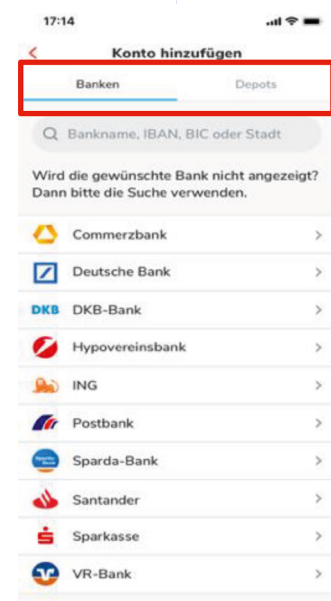 17:14
Konto hinzufügen
Banken Depots
Bankname, IBAN, BIC oder Stadt
Wird die gewünschte Bank nicht angezeigt?
Dann bitte die Suche verwenden.
Commerzbank
Deutsche Bank
DKB DKB-Bank
Hypovereinsbank
ING
Postbank
Sparda-Bank
Santander
Sparkasse
VR-Bank